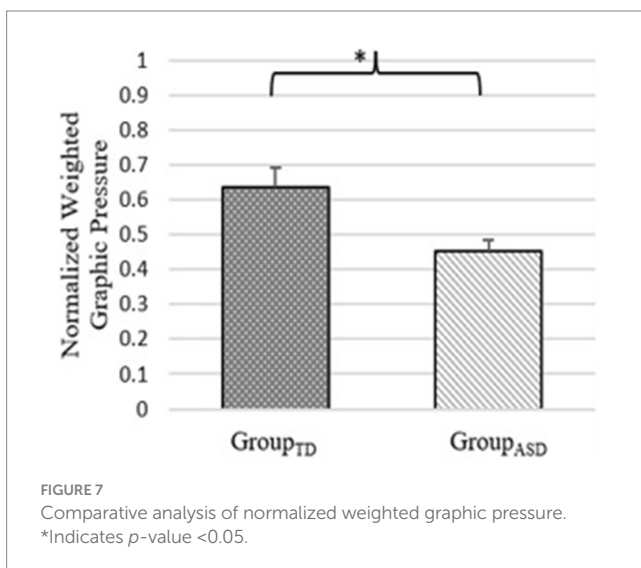 *
1
0.9
0.8
0.7
0.6
0.5
0.4
0.3
0.2
0.1
0
Normalized Weighted
Graphic Pressure
GroupTD
GroupASD
FIGURE 7
Comparative analysis of normalized weighted graphic pressure.
*Indicates p-value <0.05.